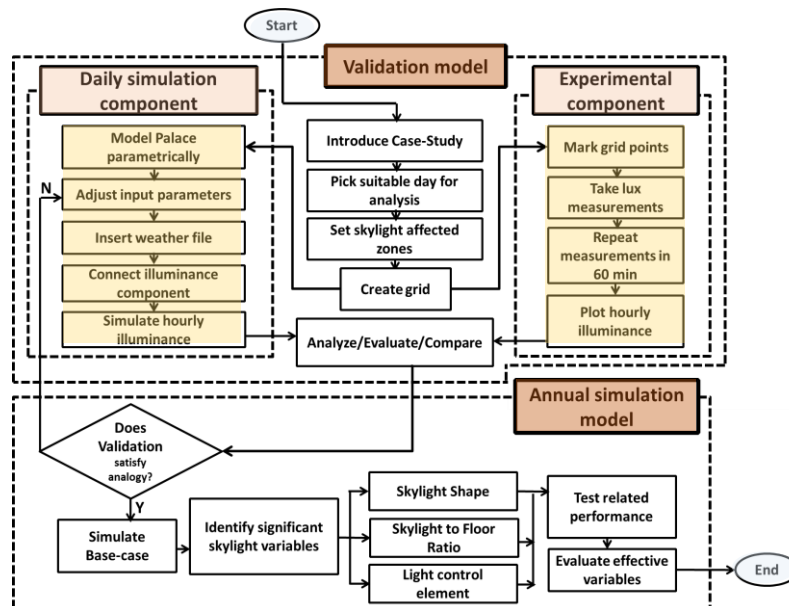 Start
Validation model
Daily simulation
component
Experimental
component
Model Palace
parametrically
Adjust input parameters
Insert weather file
Connect illuminance
component
Simulate hourly
illuminance
N
Introduce Case-Study
Pick suitable day for
analysis
Set skylight affected
zones
Create grid
Analyze/Evaluate/Compare
Mark grid points
Take lux
measurements
Repeat
measurements in
60 min
Plot hourly
illuminance
Annual simulation
model
Does
Validation
satisfy
analogy?
Y
Simulate
Base-case
Identify significant
skylight variables
Skylight Shape
Skylight to Floor
Ratio
Light control
element
Test related
performance
Evaluate effective
variables
End